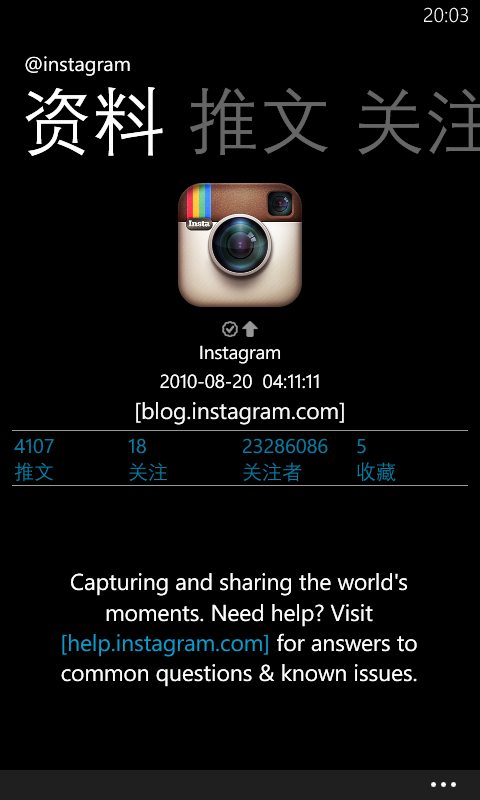 20:03
@instagram
资料 推文 关注
Insta
Instagram
2010-08-20 04:11:11
[blog.instagram.com]
4107 18 23286086 5
推文 关注 关注者 收藏
Capturing and sharing the world's
moments. Need help? Visit
[help.instagram.com] for answers to
common questions & known issues.